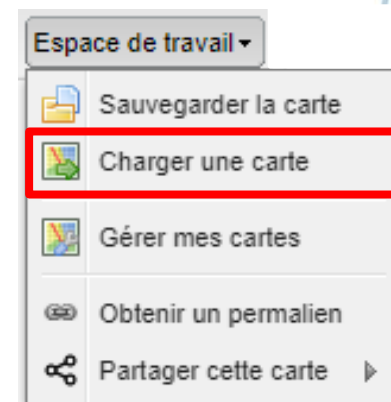 Espace de travail
Sauvegarder la carte
Charger une carte
Gérer mes cartes
Obtenir un permalien
Partager cette carte